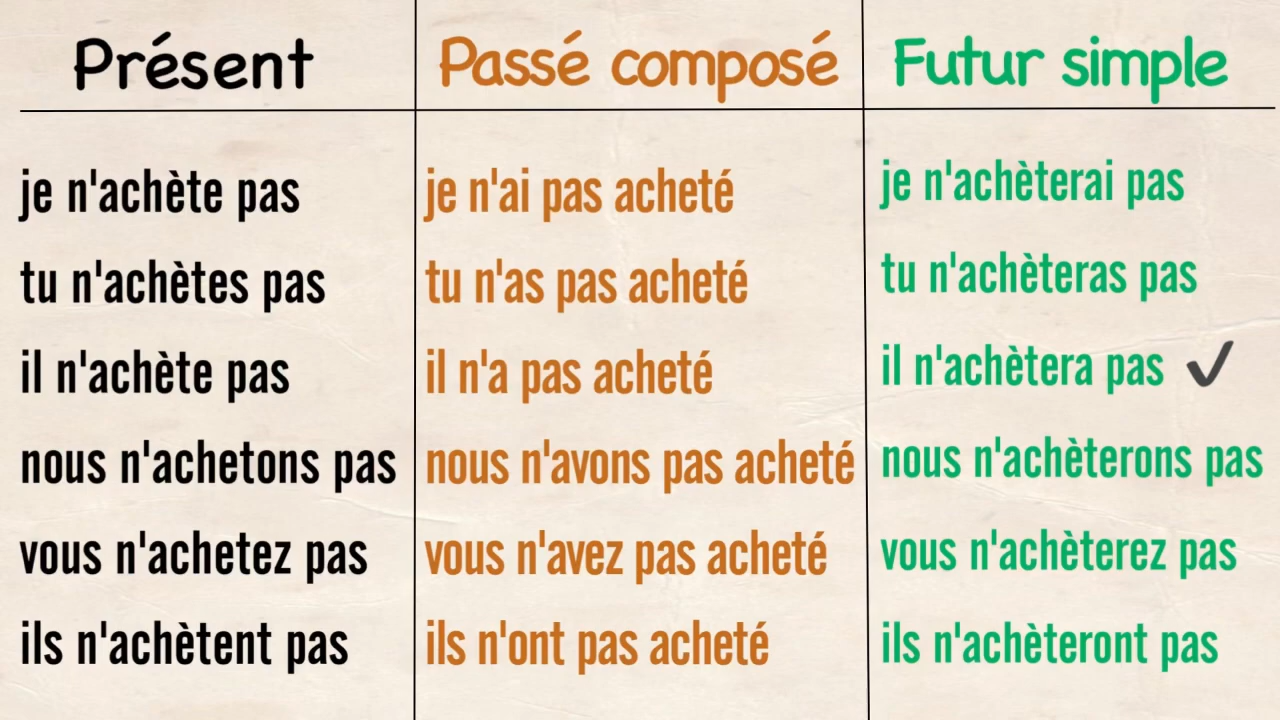 Présent
Passé composé
Futur simple
je n'achète pas
je n'ai pas acheté
je n'achèterai pas
tu n'achètes pas
tu n'as pas acheté
tu n'achèteras pas
il n'achète pas
il n'a pas acheté
il n'achètera pas ✓
nous n'achetons pas
nous n'avons pas acheté
nous n'achèterons pas
vous n'achetez pas
vous n'avez pas acheté
vous n'achèterez pas
ils n'achètent pas
ils n'ont pas acheté
ils n'achèteront pas